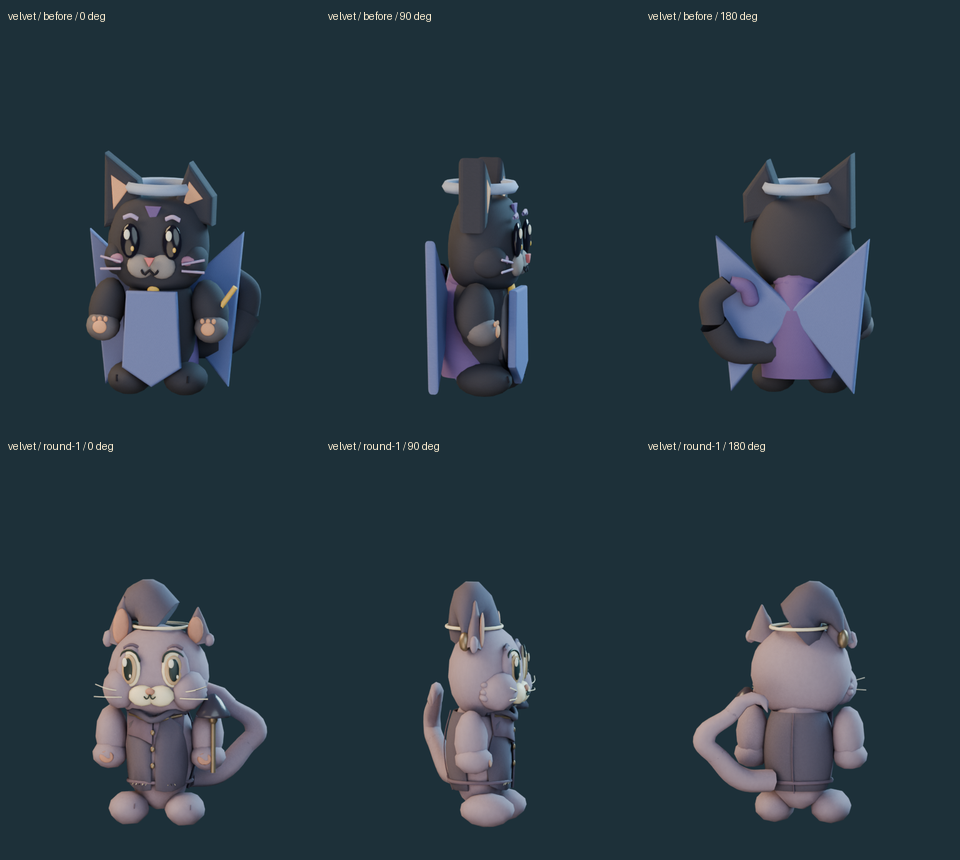 velvet / before / 0 deg
velvet / before / 90 deg
velvet / before / 180 deg
velvet / round-1 / 0 deg
velvet / round-1 / 90 deg
velvet / round-1 / 180 deg